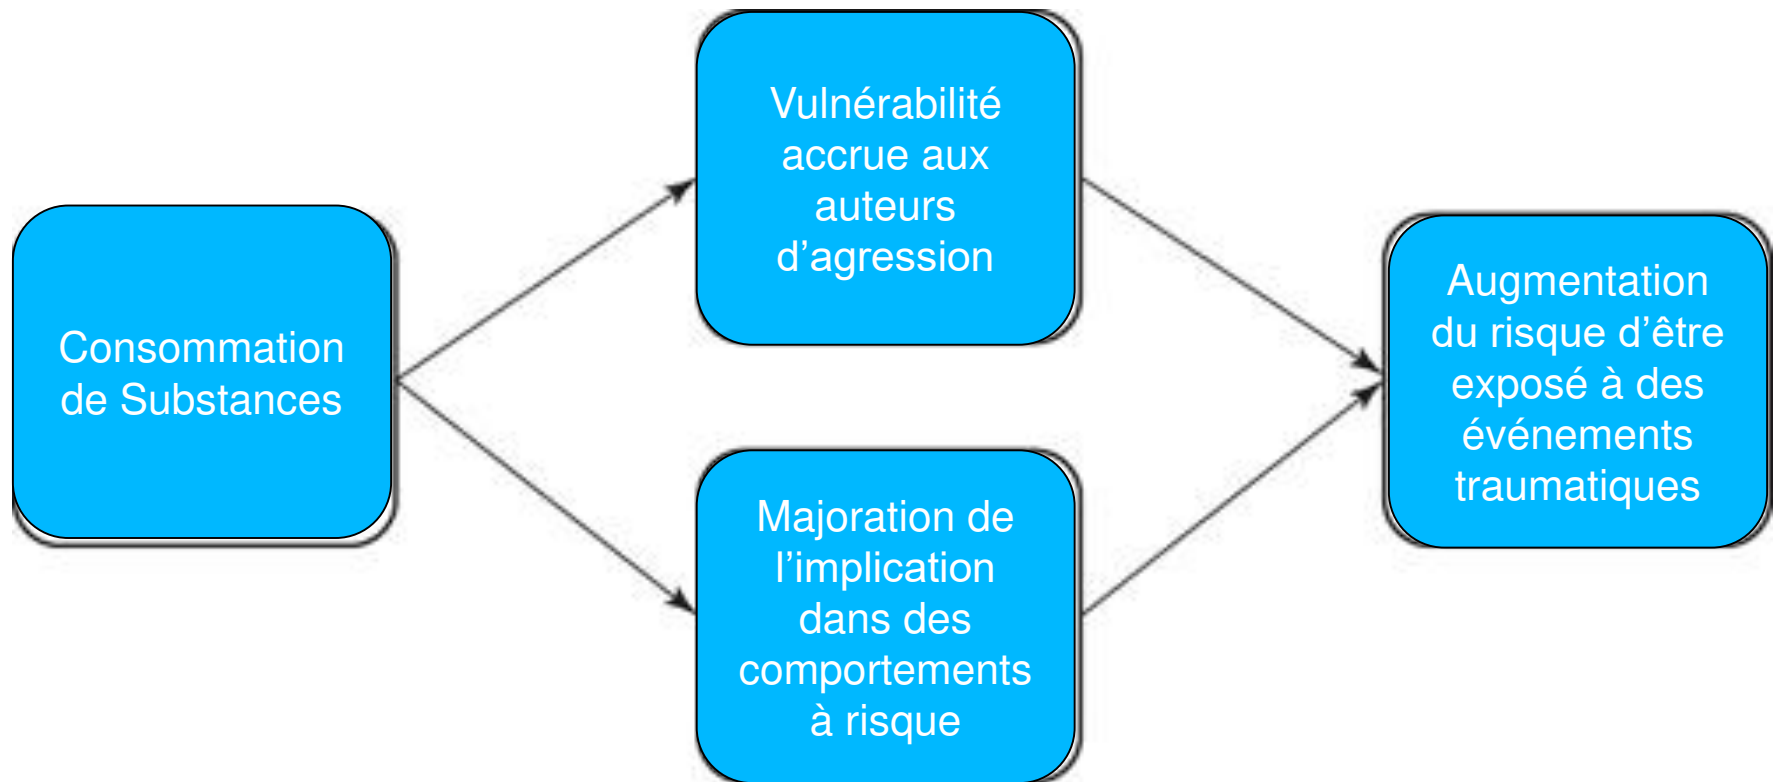 Consommation
de Substances
Vulnérabilité
accrue aux
auteurs
d’agression
Majoration de
l’implication
dans des
comportements
à risque
Augmentation
du risque d’être
exposé à des
événements
traumatiques